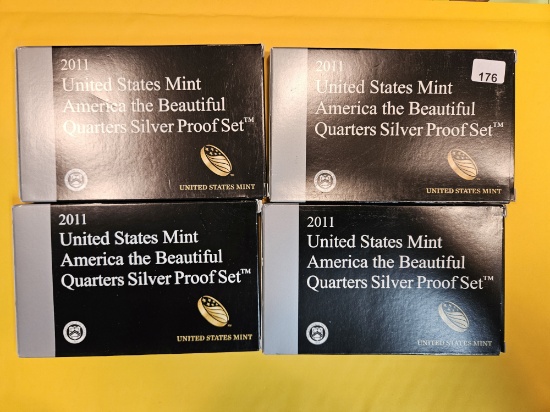 2011
United States Mint
America the Beautiful
Quarters Silver Proof Set™
UNITED STATES MINT
2011
United States Mint
America the Beautiful
Quarters Silver Proof Set™
UNITED STATES MINT
176
2011
United States Mint
America the Beautiful
Quarters Silver Proof Set™
UNITED STATES MINT
2011
United States Mint
America the Beautiful
Quarters Silver Proof Set™
UNITED STATES MINT